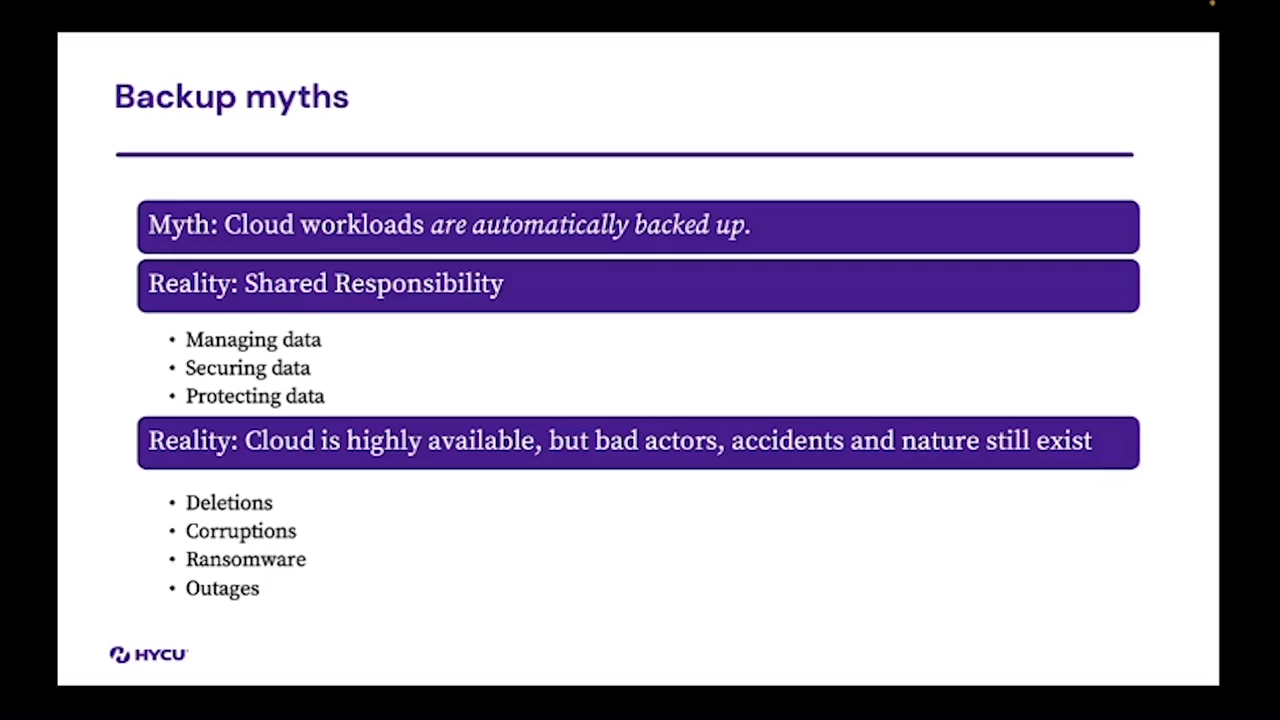 Backup myths
Myth: Cloud workloads are automatically backed up.
Reality: Shared Responsibility
• Managing data
• Securing data
• Protecting data
Reality: Cloud is highly available, but bad actors, accidents and nature still exist
• Deletions
• Corruptions
• Ransomware
• Outages
HYCU